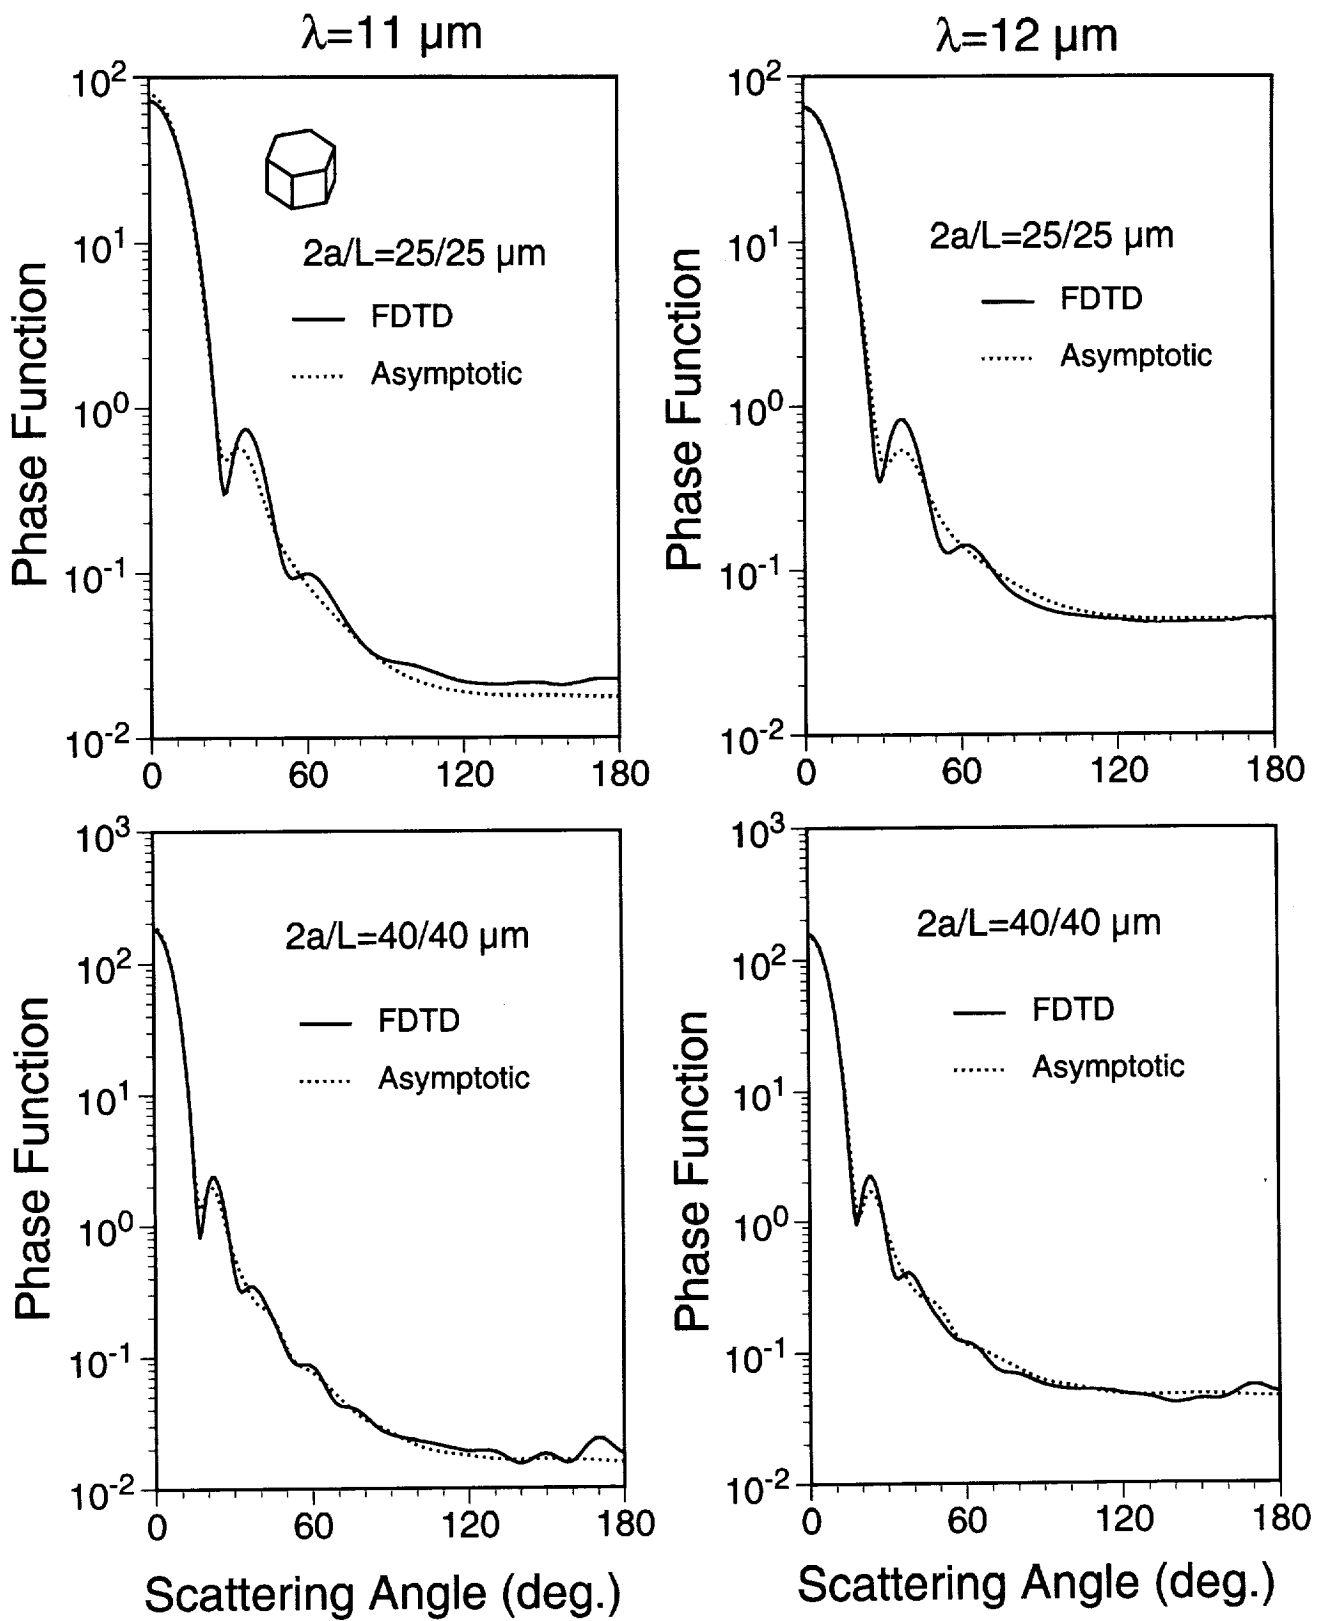 λ=11 µm
λ=12 µm
10²
10¹
10⁰
10⁻¹
10⁻²
Phase Function
2a/L=25/25 µm
FDTD
Asymptotic
0 60 120 180
10²
10¹
10⁰
10⁻¹
10⁻²
Phase Function
2a/L=25/25 µm
FDTD
Asymptotic
0 60 120 180
10³
10²
10¹
10⁰
10⁻¹
10⁻²
Phase Function
2a/L=40/40 µm
FDTD
Asymptotic
0 60 120 180
Scattering Angle (deg.)
10³
10²
10¹
10⁰
10⁻¹
10⁻²
Phase Function
2a/L=40/40 µm
FDTD
Asymptotic
0 60 120 180
Scattering Angle (deg.)